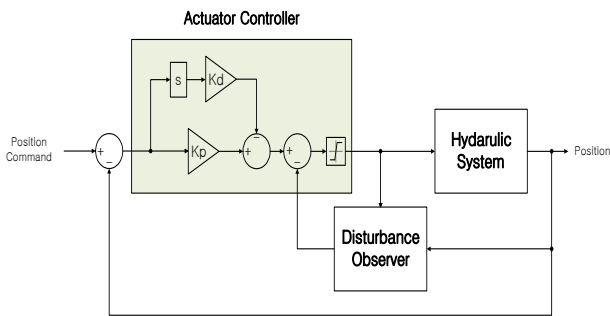 Actuator Controller
s
Kd
Position
Command
+
−
Kp
+
−
+
−
Hydarulic
System
Position
Disturbance
Observer